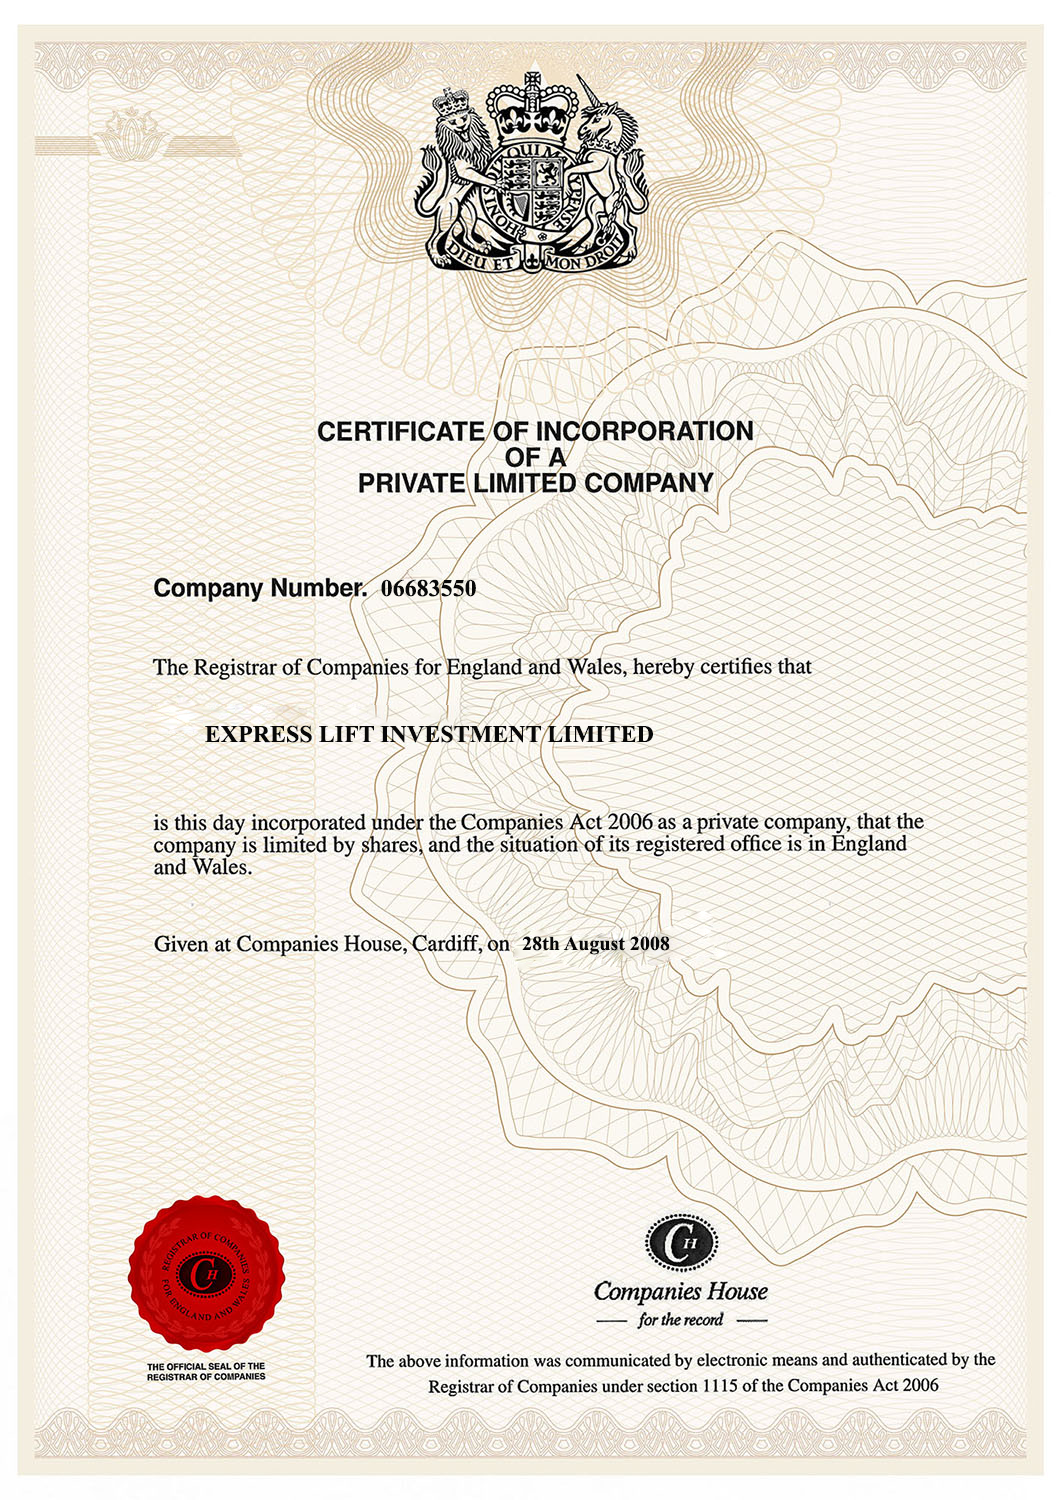 HONI SOIT QUI MAL Y PENSE
DIEU ET MON DROIT
CERTIFICATE OF INCORPORATION
OF A
PRIVATE LIMITED COMPANY
Company Number. 06683550
The Registrar of Companies for England and Wales, hereby certifies that
EXPRESS LIFT INVESTMENT LIMITED
is this day incorporated under the Companies Act 2006 as a private company, that the
company is limited by shares, and the situation of its registered office is in England
and Wales.
Given at Companies House, Cardiff, on 28th August 2008
REGISTRAR OF COMPANIES
FOR ENGLAND AND WALES
CH
THE OFFICIAL SEAL OF THE
REGISTRAR OF COMPANIES
CH
Companies House
for the record
The above information was communicated by electronic means and authenticated by the
Registrar of Companies under section 1115 of the Companies Act 2006